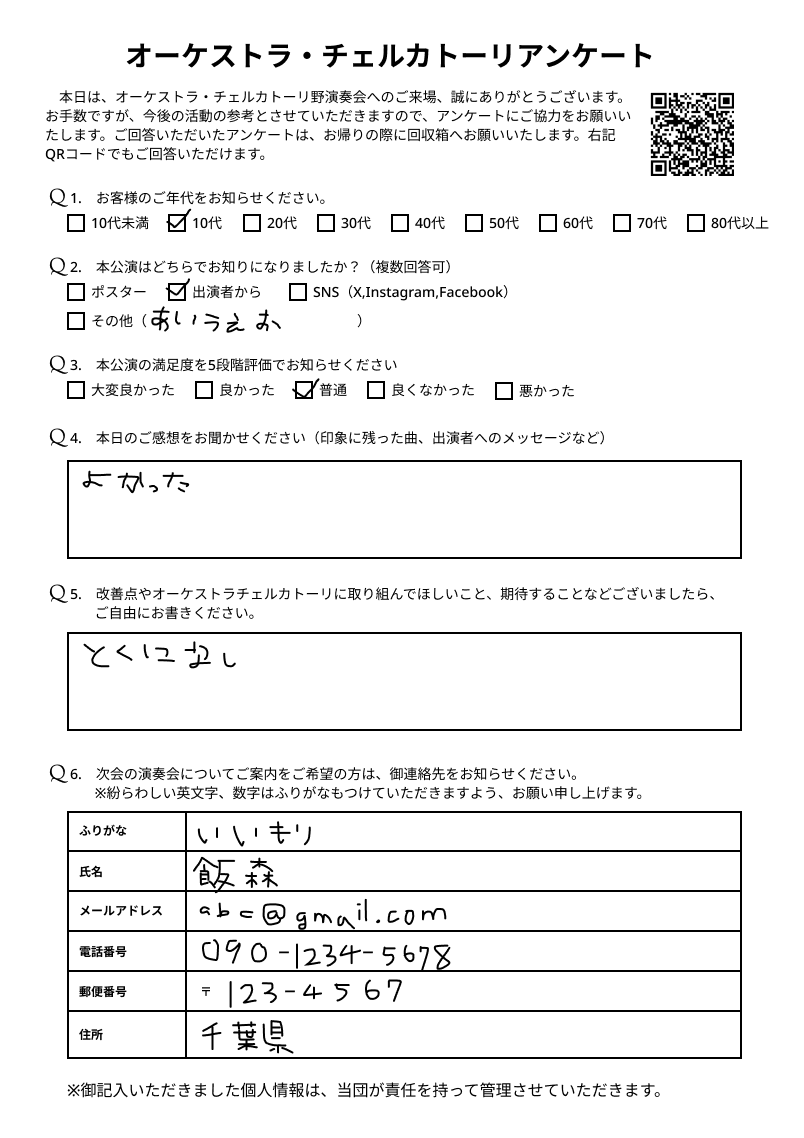 オーケストラ・チェルカトーリアンケート
本日は、オーケストラ・チェルカトーリ野演奏会へのご来場、誠にありがとうございます。
お手数ですが、今後の活動の参考とさせていただきますので、アンケートにご協力をお願いい
たします。ご回答いただいたアンケートは、お帰りの際に回収箱へお願いいたします。右記
QRコードでもご回答いただけます。
Q1. お客様のご年代をお知らせください。
10代未満 10代 20代 30代 40代 50代 60代 70代 80代以上
Q2. 本公演はどちらでお知りになりましたか？（複数回答可）
ポスター 出演者から SNS（X,Instagram,Facebook）
その他（あいうえお ）
Q3. 本公演の満足度を5段階評価でお知らせください
大変良かった 良かった 普通 良くなかった 悪かった
Q4. 本日のご感想をお聞かせください（印象に残った曲、出演者へのメッセージなど）
よかった
Q5. 改善点やオーケストラチェルカトーリに取り組んでほしいこと、期待することなどございましたら、
ご自由にお書きください。
とくになし
Q6. 次会の演奏会についてご案内をご希望の方は、御連絡先をお知らせください。
※紛らわしい英文字、数字はふりがなもつけていただきますよう、お願い申し上げます。
ふりがな いいもり
氏名 飯森
メールアドレス abc@gmail.com
電話番号 090-1234-5678
郵便番号 〒 123-4567
住所 千葉県
※御記入いただきました個人情報は、当団が責任を持って管理させていただきます。